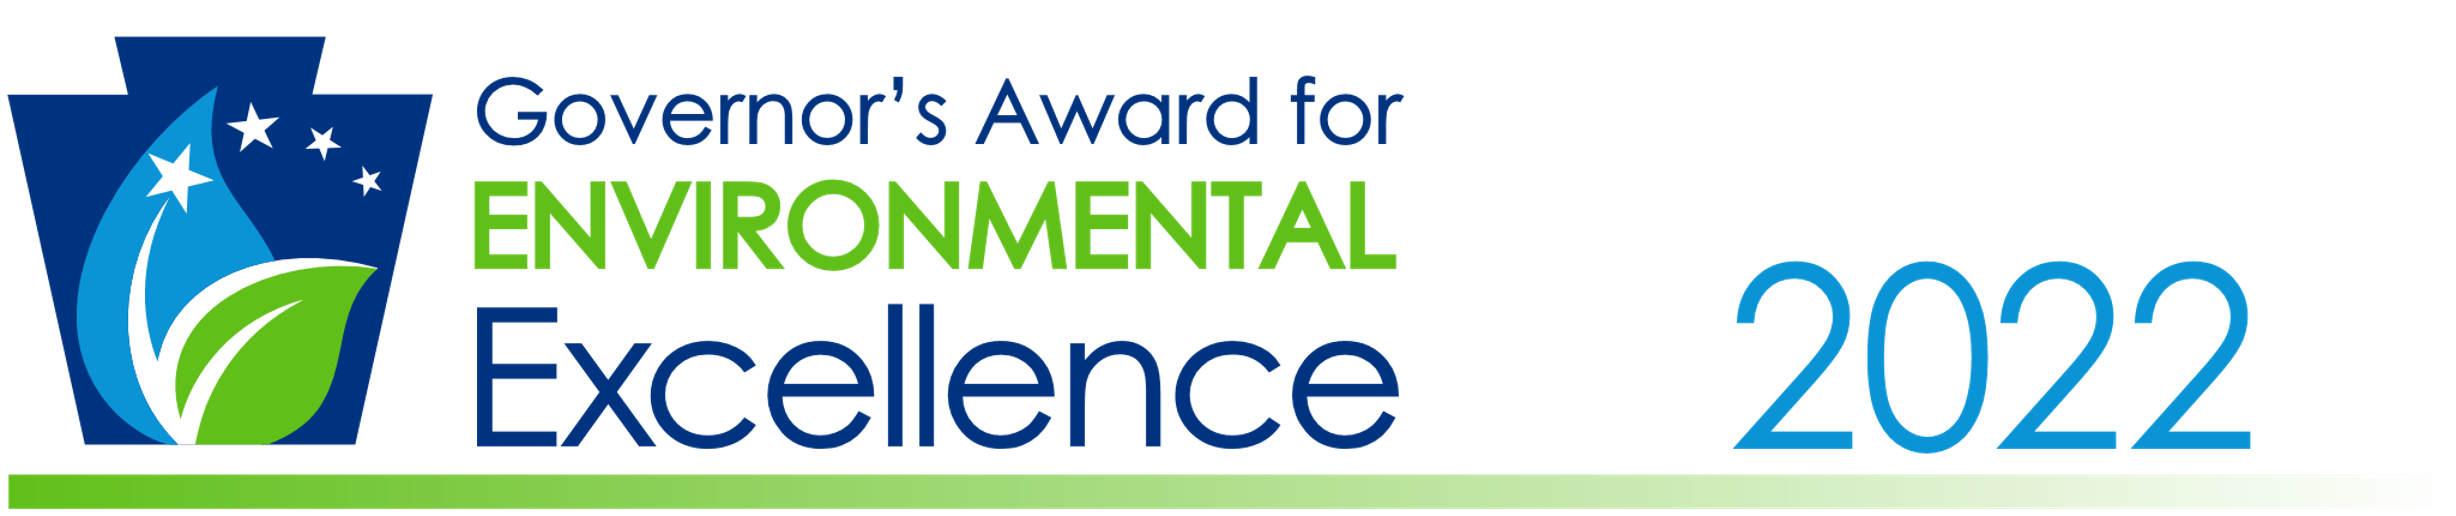 Governor’s Award for
ENVIRONMENTAL
Excellence
2022